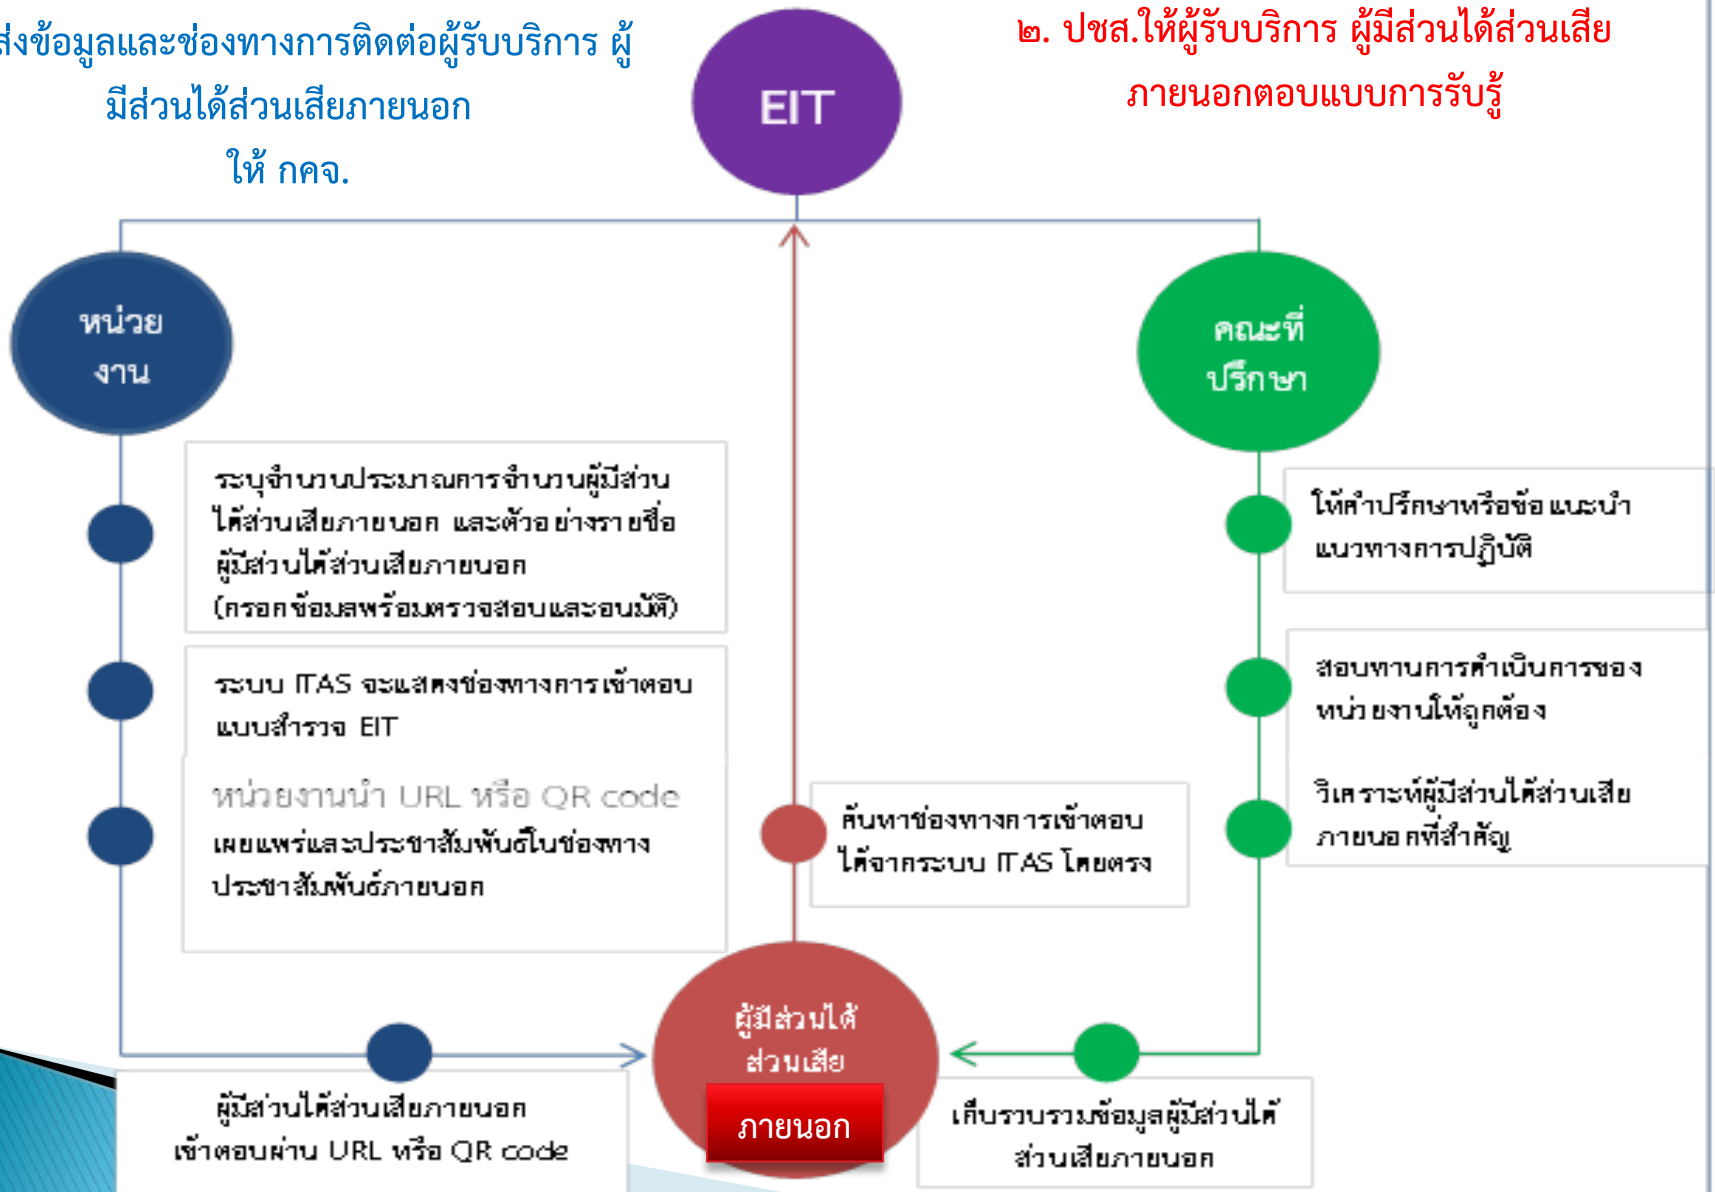 ส่งข้อมูลและช่องทางการติดต่อผู้รับบริการ ผู้
มีส่วนได้ส่วนเสียภายนอก
ให้ กคจ.
EIT
๒. ปชส.ให้ผู้รับบริการ ผู้มีส่วนได้ส่วนเสีย
ภายนอกตอบแบบการรับรู้
หน่วย
งาน
คณะที่
ปรึกษา
ระบุจำนวนประมาณการจำนวนผู้มีส่วน
ได้ส่วนเสียภายนอก และตัวอย่างรายชื่อ
ผู้มีส่วนได้ส่วนเสียภายนอก
(กรอกข้อมูลพร้อมตรวจสอบและอนุมัติ)
ระบบ ITAS จะแสดงช่องทางการเข้าตอบ
แบบสำรวจ EIT
หน่วยงานนำ URL หรือ QR code
เผยแพร่และประชาสัมพันธ์ในช่องทาง
ประชาสัมพันธ์ภายนอก
ผู้มีส่วนได้ส่วนเสียภายนอก
เข้าตอบผ่าน URL หรือ QR code
ค้นหาช่องทางการเข้าตอบ
ได้จากระบบ ITAS โดยตรง
ผู้มีส่วนได้
ส่วนเสีย
ภายนอก
ให้คำปรึกษาหรือข้อแนะนำ
แนวทางการปฏิบัติ
สอบทานการดำเนินการของ
หน่วยงานให้ถูกต้อง
วิเคราะห์ผู้มีส่วนได้ส่วนเสีย
ภายนอกที่สำคัญ
เก็บรวบรวมข้อมูลผู้มีส่วนได้
ส่วนเสียภายนอก